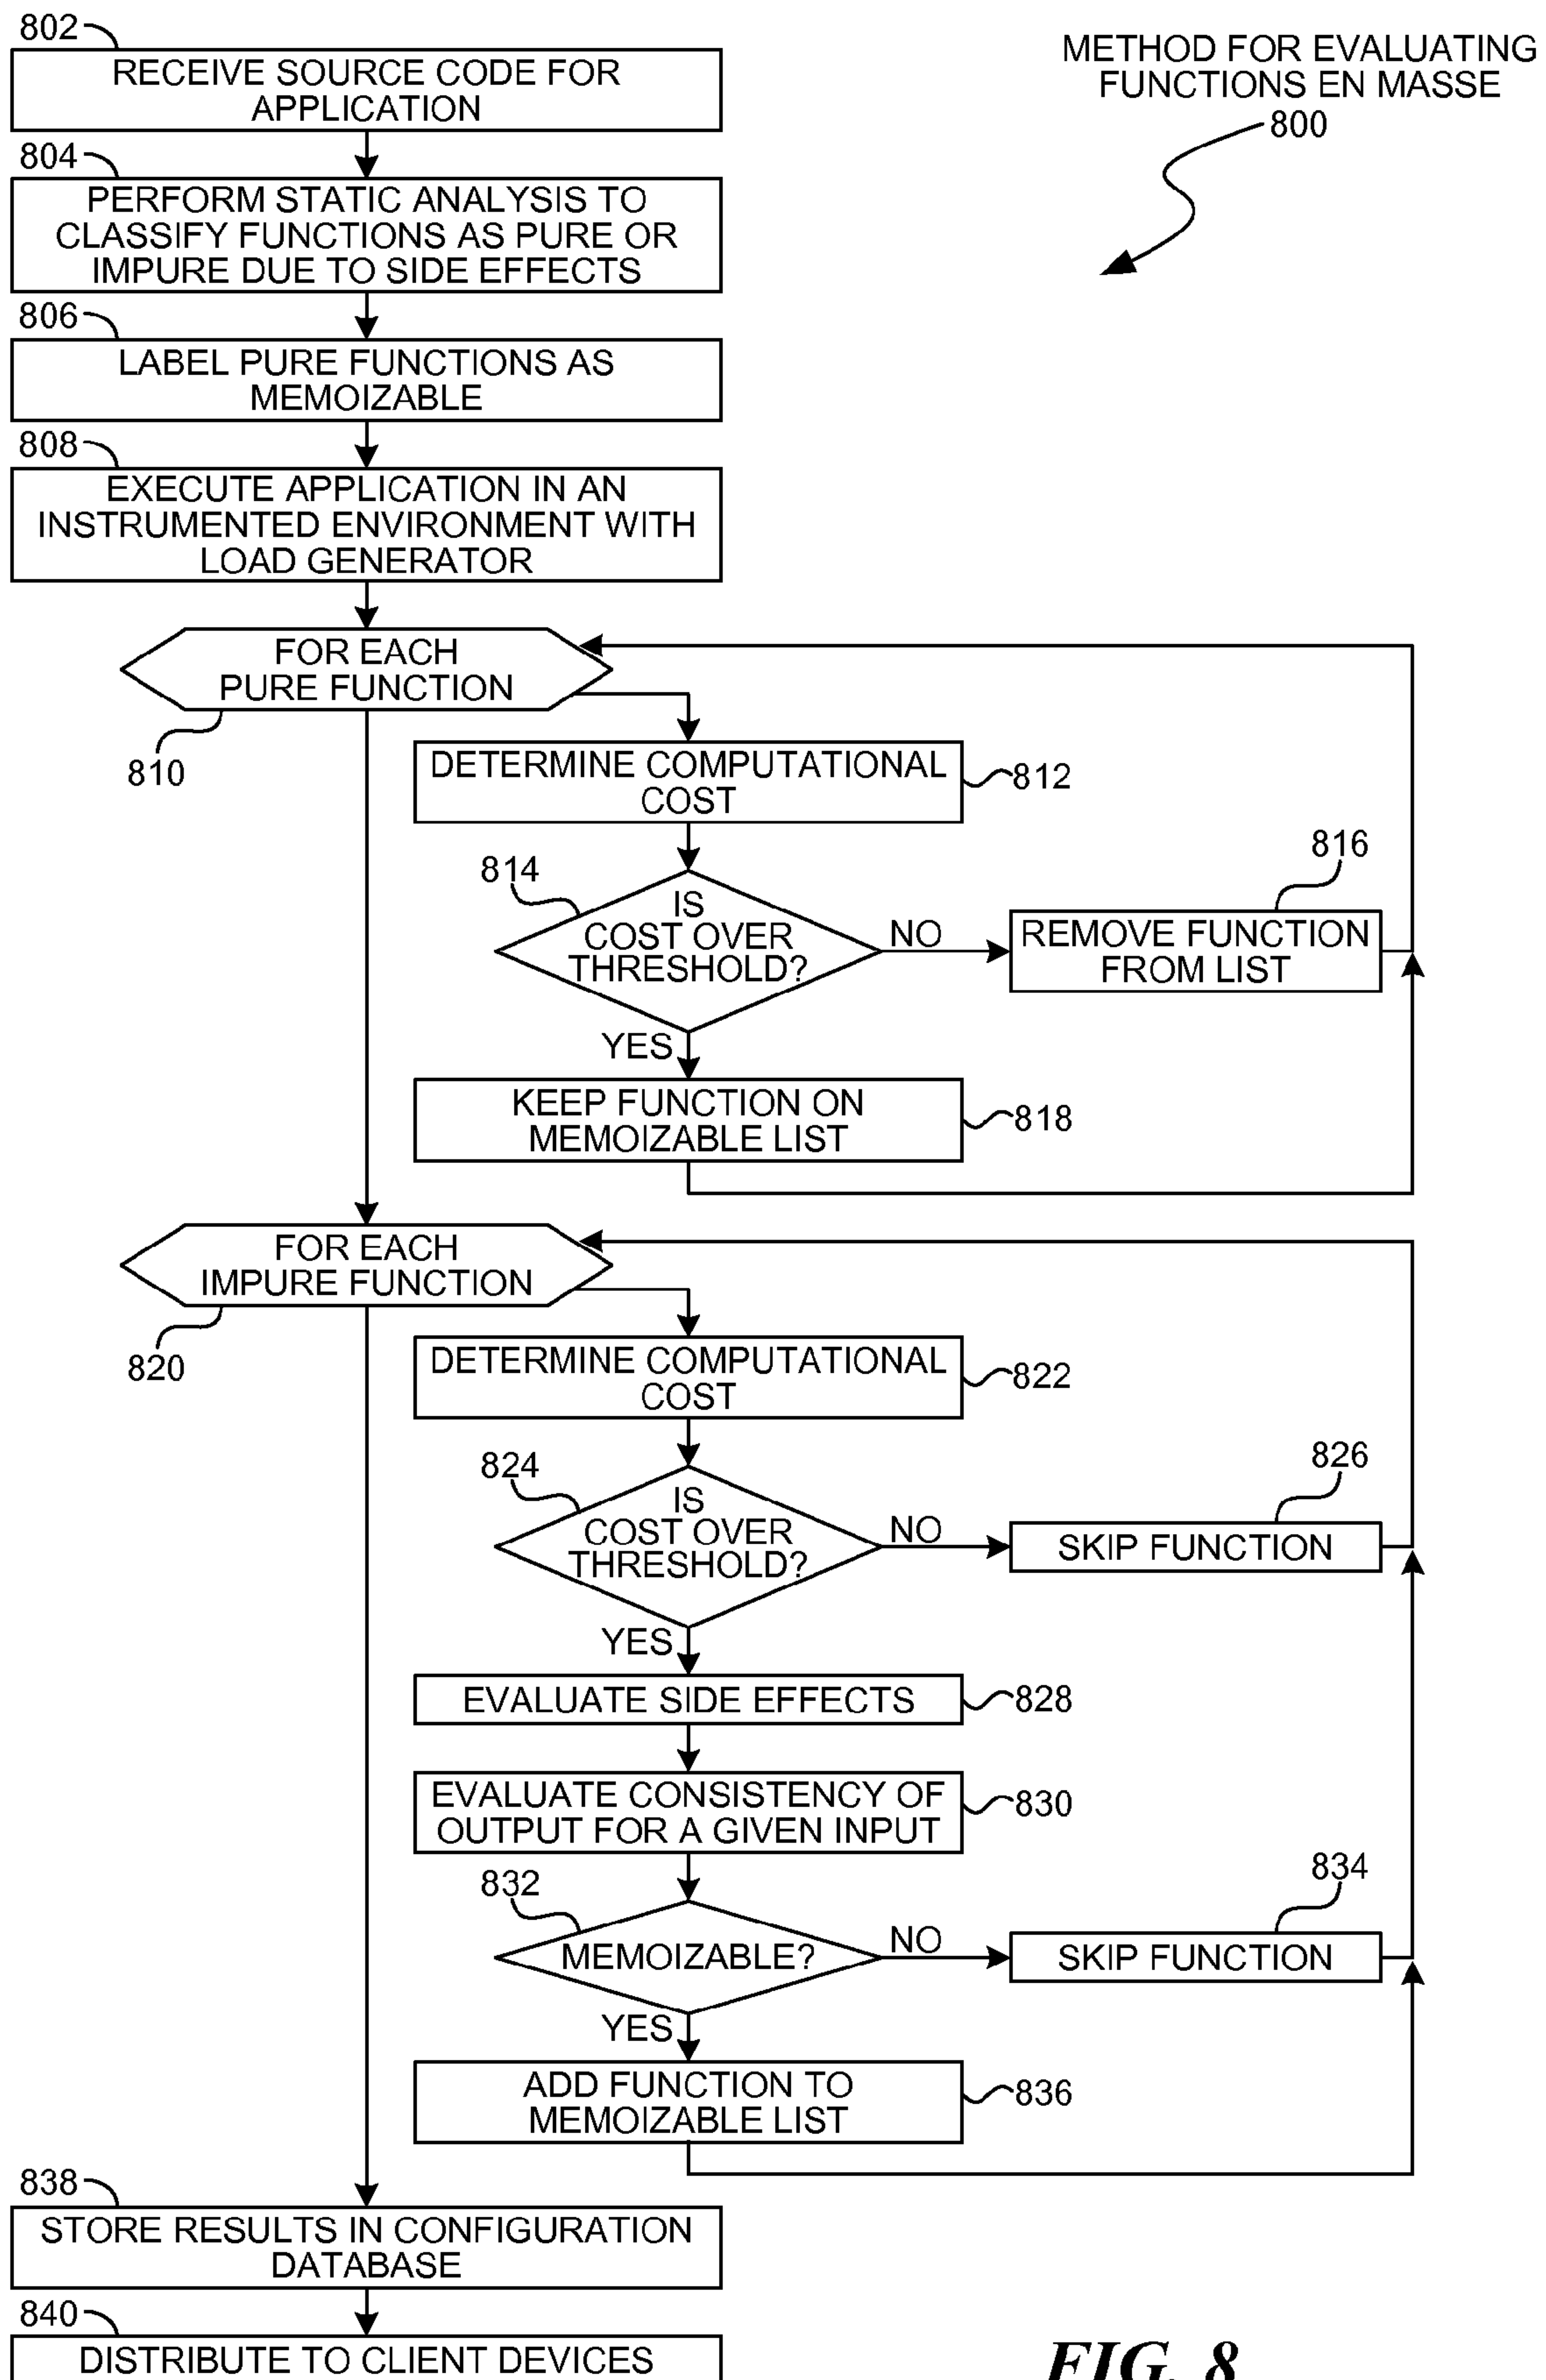 802
RECEIVE SOURCE CODE FOR
APPLICATION
METHOD FOR EVALUATING
FUNCTIONS EN MASSE
800
804
PERFORM STATIC ANALYSIS TO
CLASSIFY FUNCTIONS AS PURE OR
IMPURE DUE TO SIDE EFFECTS
806
LABEL PURE FUNCTIONS AS
MEMOIZABLE
808
EXECUTE APPLICATION IN AN
INSTRUMENTED ENVIRONMENT WITH
LOAD GENERATOR
FOR EACH
PURE FUNCTION
810
DETERMINE COMPUTATIONAL
COST
812
814
IS
COST OVER
THRESHOLD?
NO
816
REMOVE FUNCTION
FROM LIST
YES
KEEP FUNCTION ON
MEMOIZABLE LIST
818
FOR EACH
IMPURE FUNCTION
820
DETERMINE COMPUTATIONAL
COST
822
824
IS
COST OVER
THRESHOLD?
NO
826
SKIP FUNCTION
YES
EVALUATE SIDE EFFECTS
828
EVALUATE CONSISTENCY OF
OUTPUT FOR A GIVEN INPUT
830
832
MEMOIZABLE?
NO
834
SKIP FUNCTION
YES
ADD FUNCTION TO
MEMOIZABLE LIST
836
838
STORE RESULTS IN CONFIGURATION
DATABASE
840
DISTRIBUTE TO CLIENT DEVICES
FIG. 8